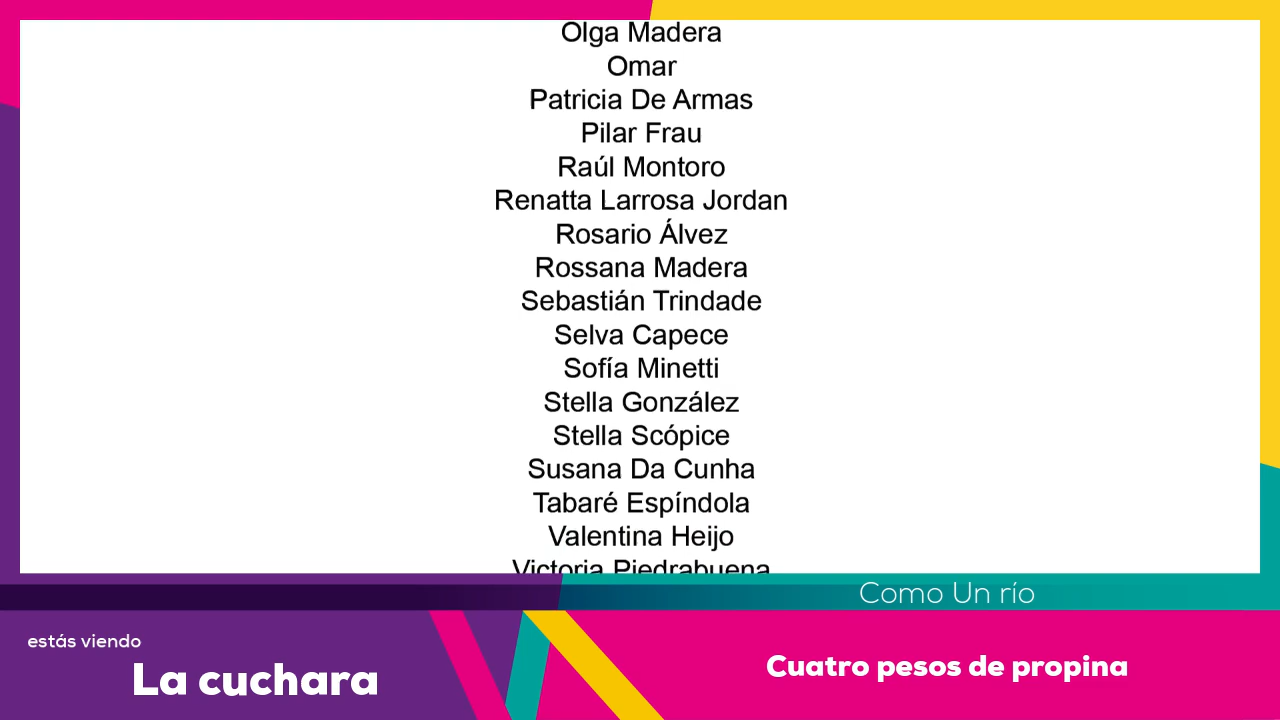 Olga Madera
Omar
Patricia De Armas
Pilar Frau
Raúl Montoro
Renatta Larrosa Jordan
Rosario Álvez
Rossana Madera
Sebastián Trindade
Selva Capece
Sofía Minetti
Stella González
Stella Scópice
Susana Da Cunha
Tabaré Espíndola
Valentina Heijo
Victoria Piedrabuena
Como Un río
estás viendo
La cuchara
Cuatro pesos de propina